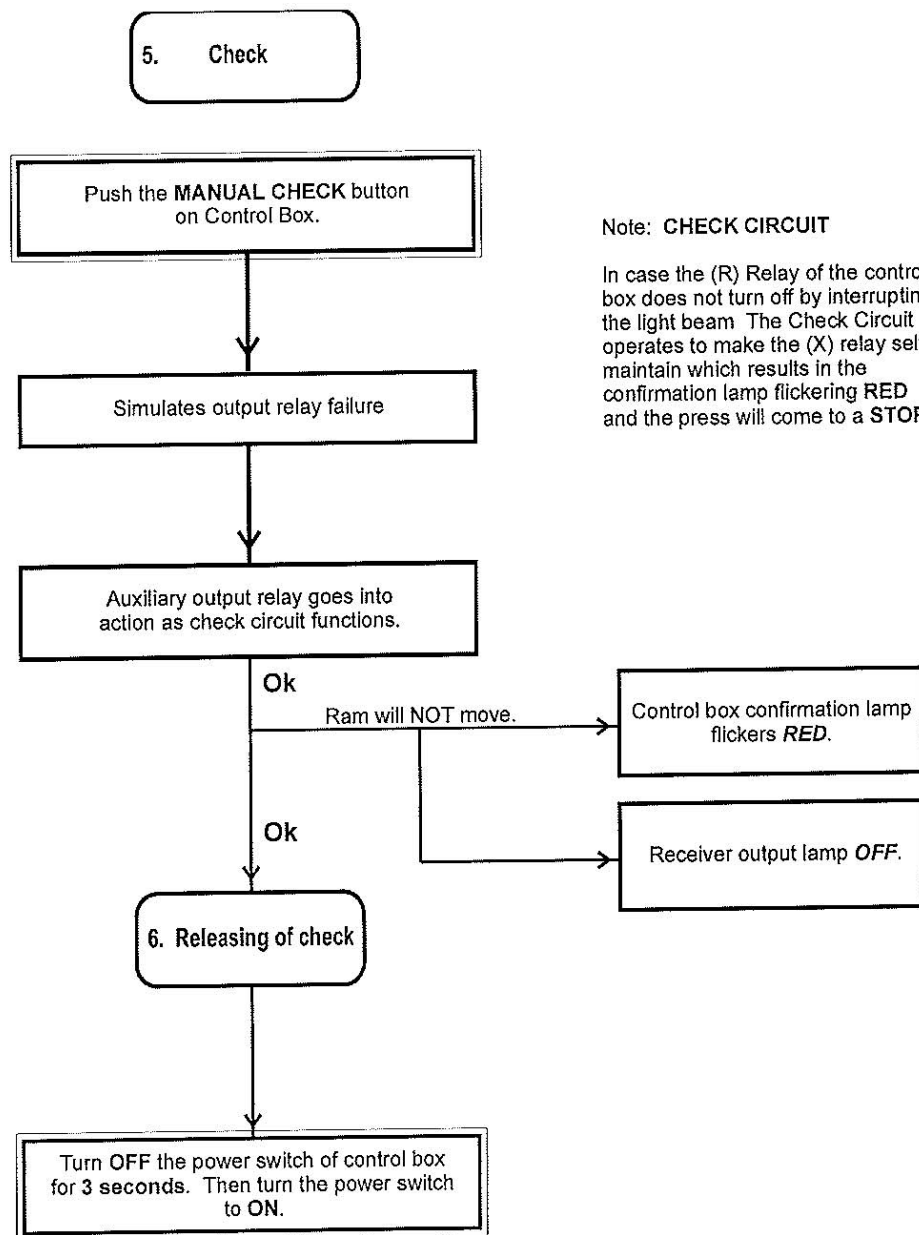 5. Check
Push the MANUAL CHECK button
on Control Box.
Note: CHECK CIRCUIT
In case the (R) Relay of the contro
box does not turn off by interruptin
the light beam The Check Circuit
operates to make the (X) relay sel
maintain which results in the
confirmation lamp flickering RED
and the press will come to a STOP
Simulates output relay failure
Auxiliary output relay goes into
action as check circuit functions.
Ok
Ram will NOT move.
Control box confirmation lamp
flickers RED.
Ok
Receiver output lamp OFF.
6. Releasing of check
Turn OFF the power switch of control box
for 3 seconds. Then turn the power switch
to ON.